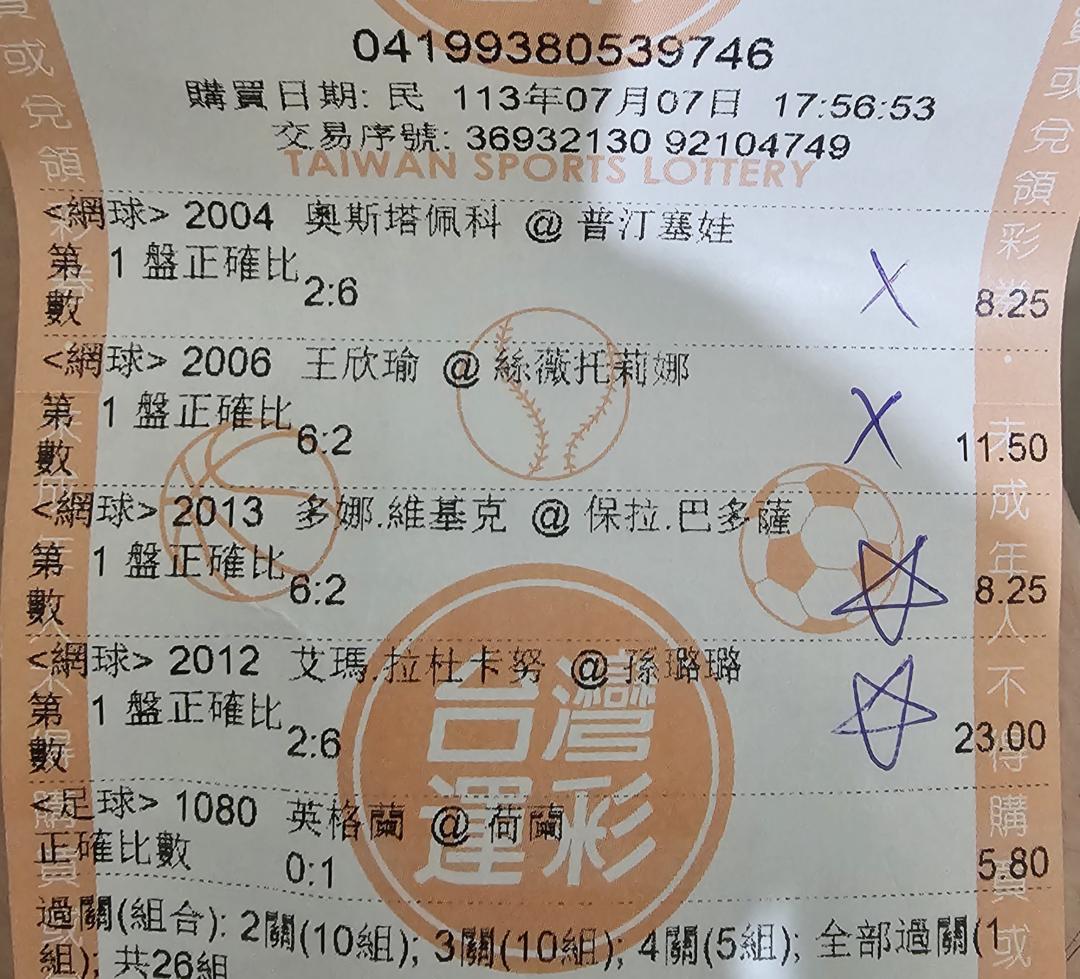 04199380539746
購買日期: 民 113年07月07日 17:56:53
交易序號: 36932130 92104749
TAIWAN SPORTS LOTTERY
<網球> 2004 奧斯塔佩科 @ 普汀塞娃
第 1 盤正確比數 2:6 8.25
<網球> 2006 王欣瑜 @ 絲薇托莉娜
第 1 盤正確比數 6:2 11.50
<網球> 2013 多娜.維基克 @ 保拉.巴多薩
第 1 盤正確比數 6:2 8.25
<網球> 2012 艾瑪.拉杜卡努 @ 孫璐璐
第 1 盤正確比數 2:6 23.00
<足球> 1080 英格蘭 @ 荷蘭
正確比數 0:1 5.80
過關(組合): 2關(10組); 3關(10組); 4關(5組); 全部過關(1
組); 共26組
台灣
運彩
或兌領
或兌領彩券·未成年人不得購買或